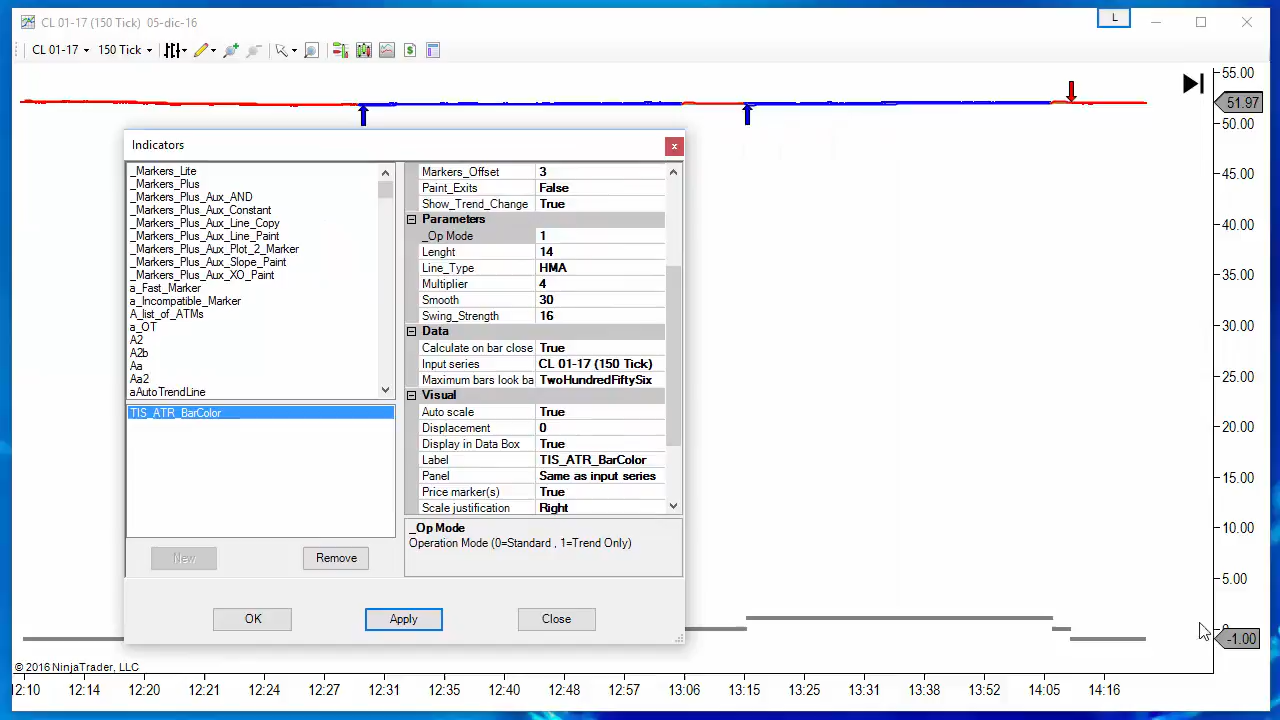 CL 01-17 (150 Tick) 05-dic-16
L
CL 01-17
150 Tick
55.00
51.97
50.00
45.00
40.00
35.00
30.00
25.00
20.00
15.00
10.00
5.00
-1.00
Indicators
x
_Markers_Lite
_Markers_Plus
_Markers_Plus_Aux_AND
_Markers_Plus_Aux_Constant
_Markers_Plus_Aux_Line_Copy
_Markers_Plus_Aux_Line_Paint
_Markers_Plus_Aux_Plot_2_Marker
_Markers_Plus_Aux_Slope_Paint
_Markers_Plus_Aux_XO_Paint
a_Fast_Marker
a_Incompatible_Marker
A_list_of_ATMs
a_OT
A2
A2b
Aa
Aa2
aAutoTrendLine
TIS_ATR_BarColor
New
Remove
Markers_Offset 3
Paint_Exits False
Show_Trend_Change True
Parameters
_Op Mode 1
Lenght 14
Line_Type HMA
Multiplier 4
Smooth 30
Swing_Strength 16
Data
Calculate on bar close True
Input series CL 01-17 (150 Tick)
Maximum bars look ba TwoHundredFiftySix
Visual
Auto scale True
Displacement 0
Display in Data Box True
Label TIS_ATR_BarColor
Panel Same as input series
Price marker(s) True
Scale justification Right
_Op Mode
Operation Mode (0=Standard , 1=Trend Only)
OK
Apply
Close
© 2016 NinjaTrader, LLC
12:10 12:14 12:20 12:21 12:24 12:27 12:31 12:35 12:40 12:48 12:57 13:06 13:15 13:25 13:31 13:38 13:52 14:05 14:16